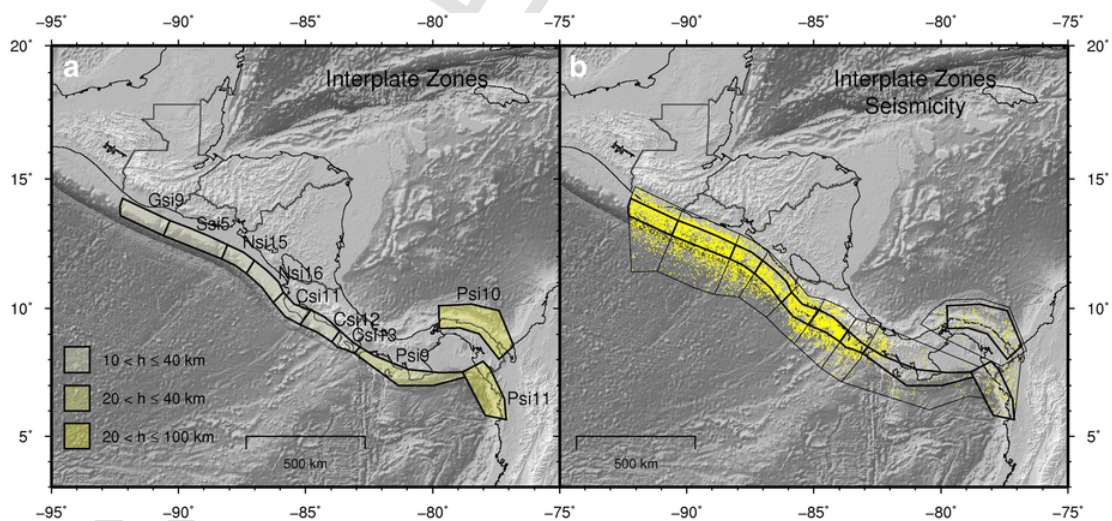 −95° −90° −85° −80° −75° −90° −85° −80° −75°
20° 20°
a Interplate Zones
b Interplate Zones
Seismicity
15° 15°
Gsi9
Ssi5
Nsi15
Nsi16
Csi11
Csi12
Csi13
Psi9
Psi10
Psi11
10° 10°
10 < h ≤ 40 km
20 < h ≤ 40 km
20 < h ≤ 100 km
5° 5°
500 km 500 km
−95° −90° −85° −80° −95° −90° −85° −80° −75°